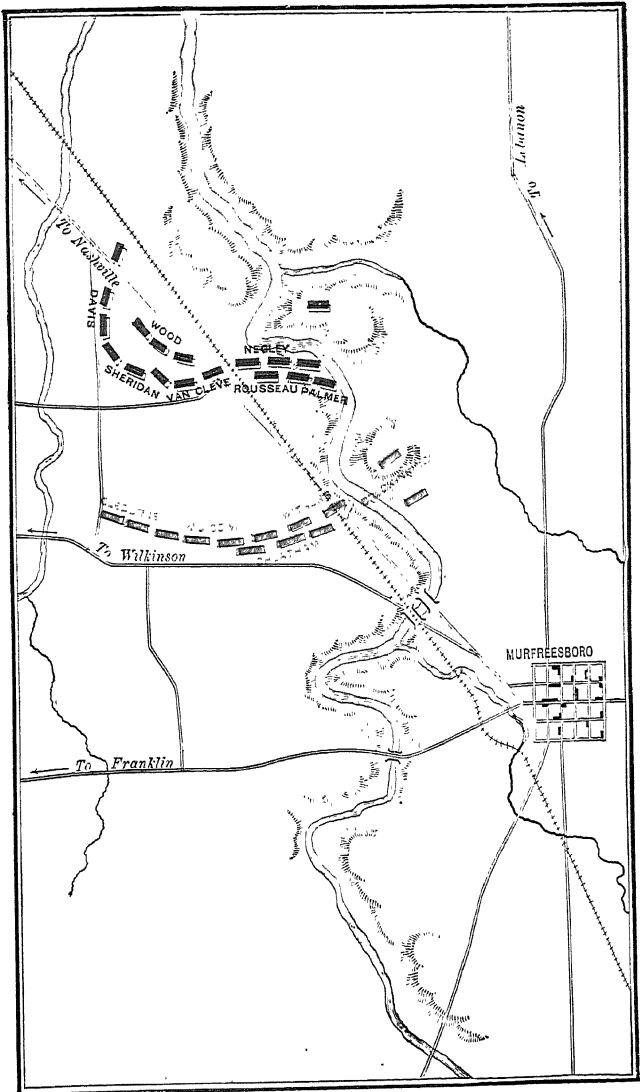 To Lebanon
To Nashville
DAVIS
WOOD
NEGLEY
SHERIDAN
VAN CLEVE
ROUSSEAU
PALMER
To Wilkinson
MURFREESBORO
To Franklin